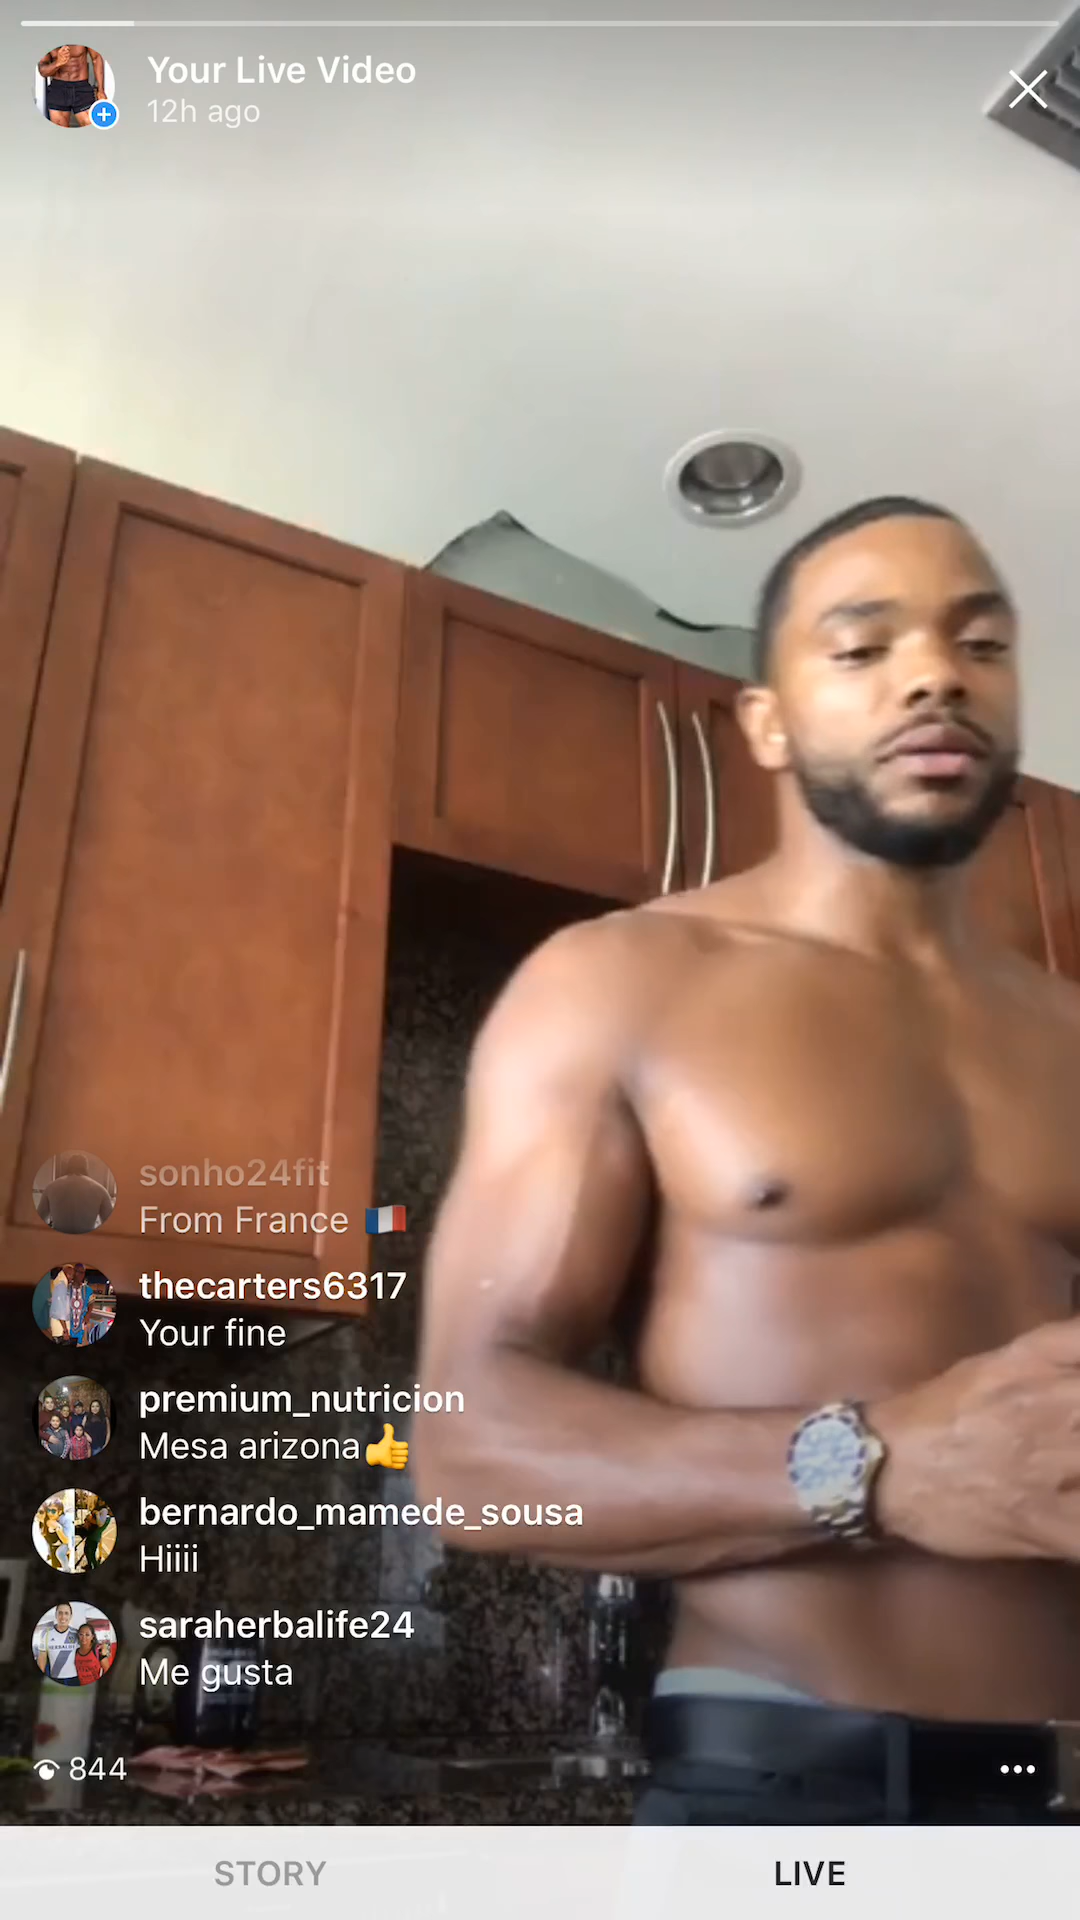 Your Live Video
12h ago
sonho24fit
From France 🇫🇷
thecarters6317
Your fine
premium_nutricion
Mesa arizona👍
bernardo_mamede_sousa
Hiiii
saraherbalife24
Me gusta
844
STORY
LIVE